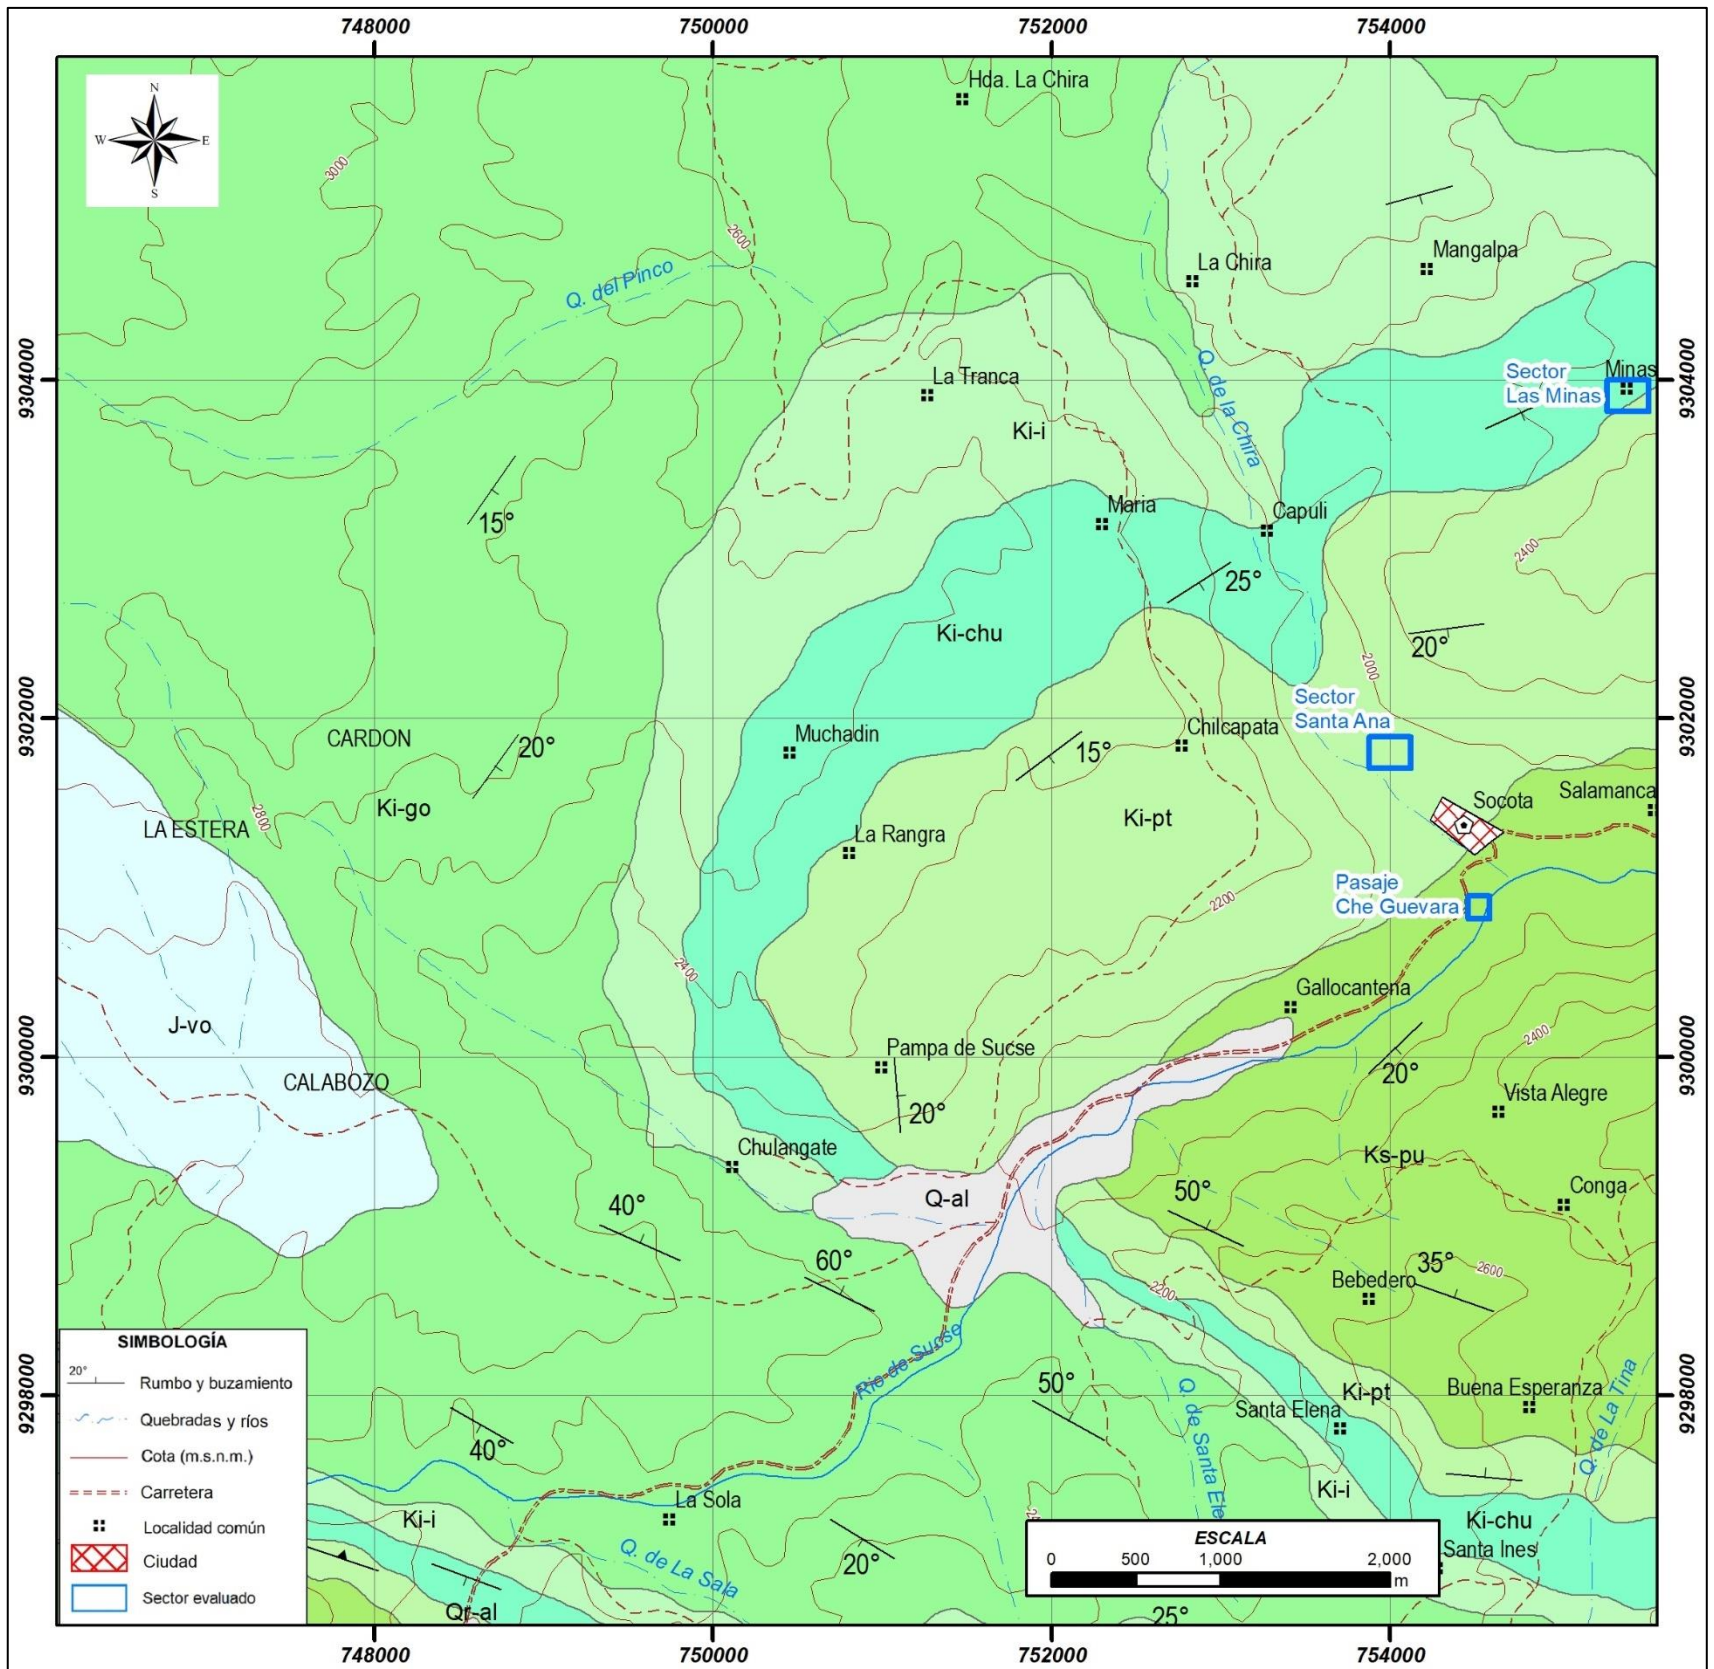 748000
750000
752000
754000
Hda. La Chira
N
W
E
S
3000
2600
Mangalpa
La Chira
Q. del Pinco
9304000
9304000
Sector
Las Minas
Minas
La Tranca
Q. de la Chira
Ki-i
Maria
Capuli
15°
2400
25°
Ki-chu
20°
2000
Sector
Santa Ana
9302000
9302000
CARDON
20°
Muchadin
15°
Chilcapata
Ki-go
2800
LA ESTERA
Ki-pt
Socota
Salamanca
La Rangra
Pasaje
Che Guevara
2200
2400
Gallocantena
J-vo
9300000
9300000
Pampa de Sucse
2400
CALABOZO
20°
20°
Vista Alegre
Chulangate
Ks-pu
Q-al
Conga
40°
50°
60°
35°
Bebedero
2600
2200
SIMBOLOGÍA
20°
Rumbo y buzamiento
Quebradas y ríos
Cota (m.s.n.m.)
Carretera
Localidad común
Ciudad
Sector evaluado
Rio de Sucse
50°
Ki-pt
Buena Esperanza
Q. de La Tina
9298000
9298000
Santa Elena
Q. de Santa Ele
40°
La Sola
Ki-i
Ki-i
Ki-chu
Santa Ines
20°
Q. de La Sala
Qr-al
ESCALA
0
500
1,000
2,000
m
25°
748000
750000
752000
754000